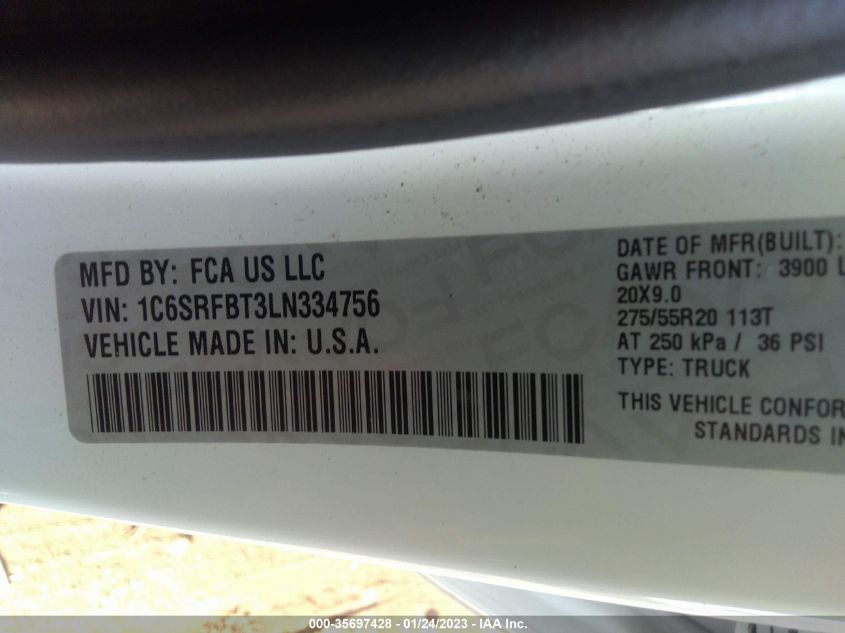 MFD BY: FCA US LLC
VIN: 1C6SRFBT3LN334756
VEHICLE MADE IN: U.S.A.
DATE OF MFR(BUILT):
GAWR FRONT: 3900 L
20X9.0
275/55R20 113T
AT 250 kPa / 36 PSI
TYPE: TRUCK
THIS VEHICLE CONFOR
STANDARDS IN
000-35697428 - 01/24/2023 - IAA Inc.